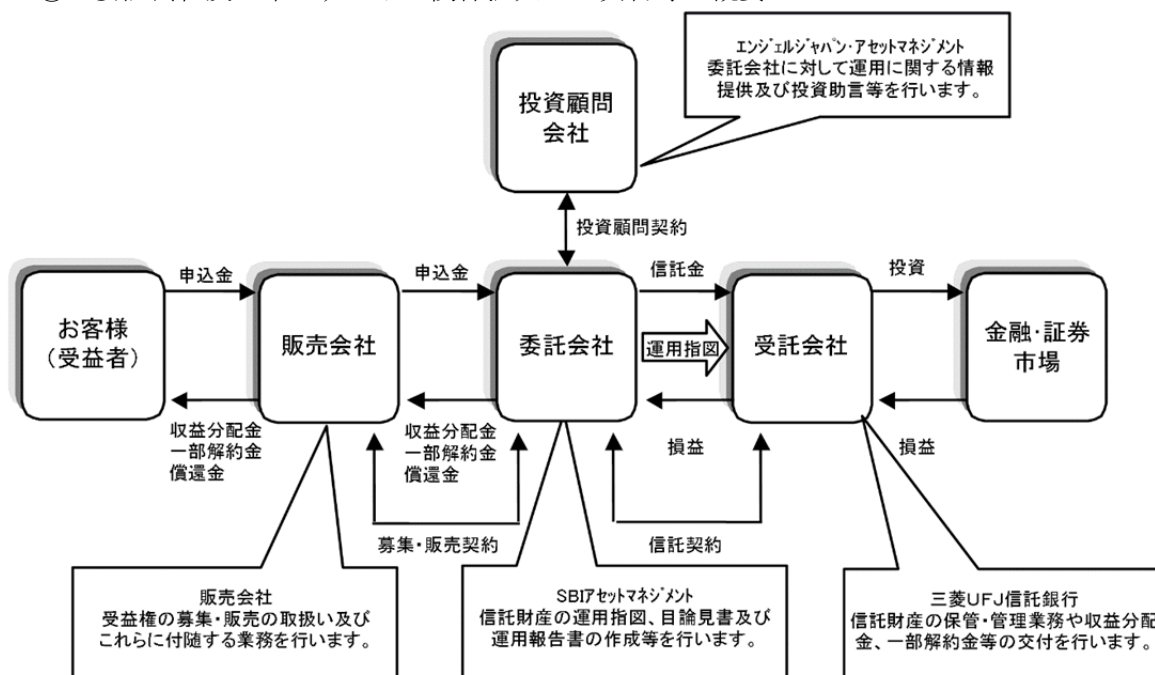 エンジェルジャパン・アセットマネジメント
委託会社に対して運用に関する情報
提供及び投資助言等を行います。
投資顧問
会社
投資顧問契約
申込金
申込金
信託金
投資
お客様
（受益者）
販売会社
委託会社
運用指図
受託会社
金融・証券
市場
収益分配金
一部解約金
償還金
収益分配金
一部解約金
償還金
損益
損益
募集・販売契約
信託契約
販売会社
受益権の募集・販売の取扱い及び
これらに付随する業務を行います。
SBIアセットマネジメント
信託財産の運用指図、目論見書及び
運用報告書の作成等を行います。
三菱UFJ信託銀行
信託財産の保管・管理業務や収益分配
金、一部解約金等の交付を行います。